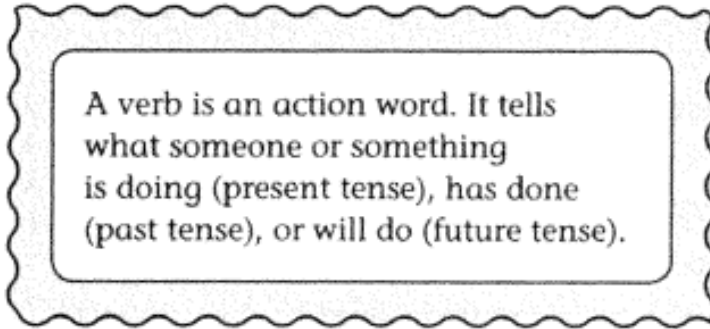 A verb is an action word. It tells
what someone or something
is doing (present tense), has done
(past tense), or will do (future tense).